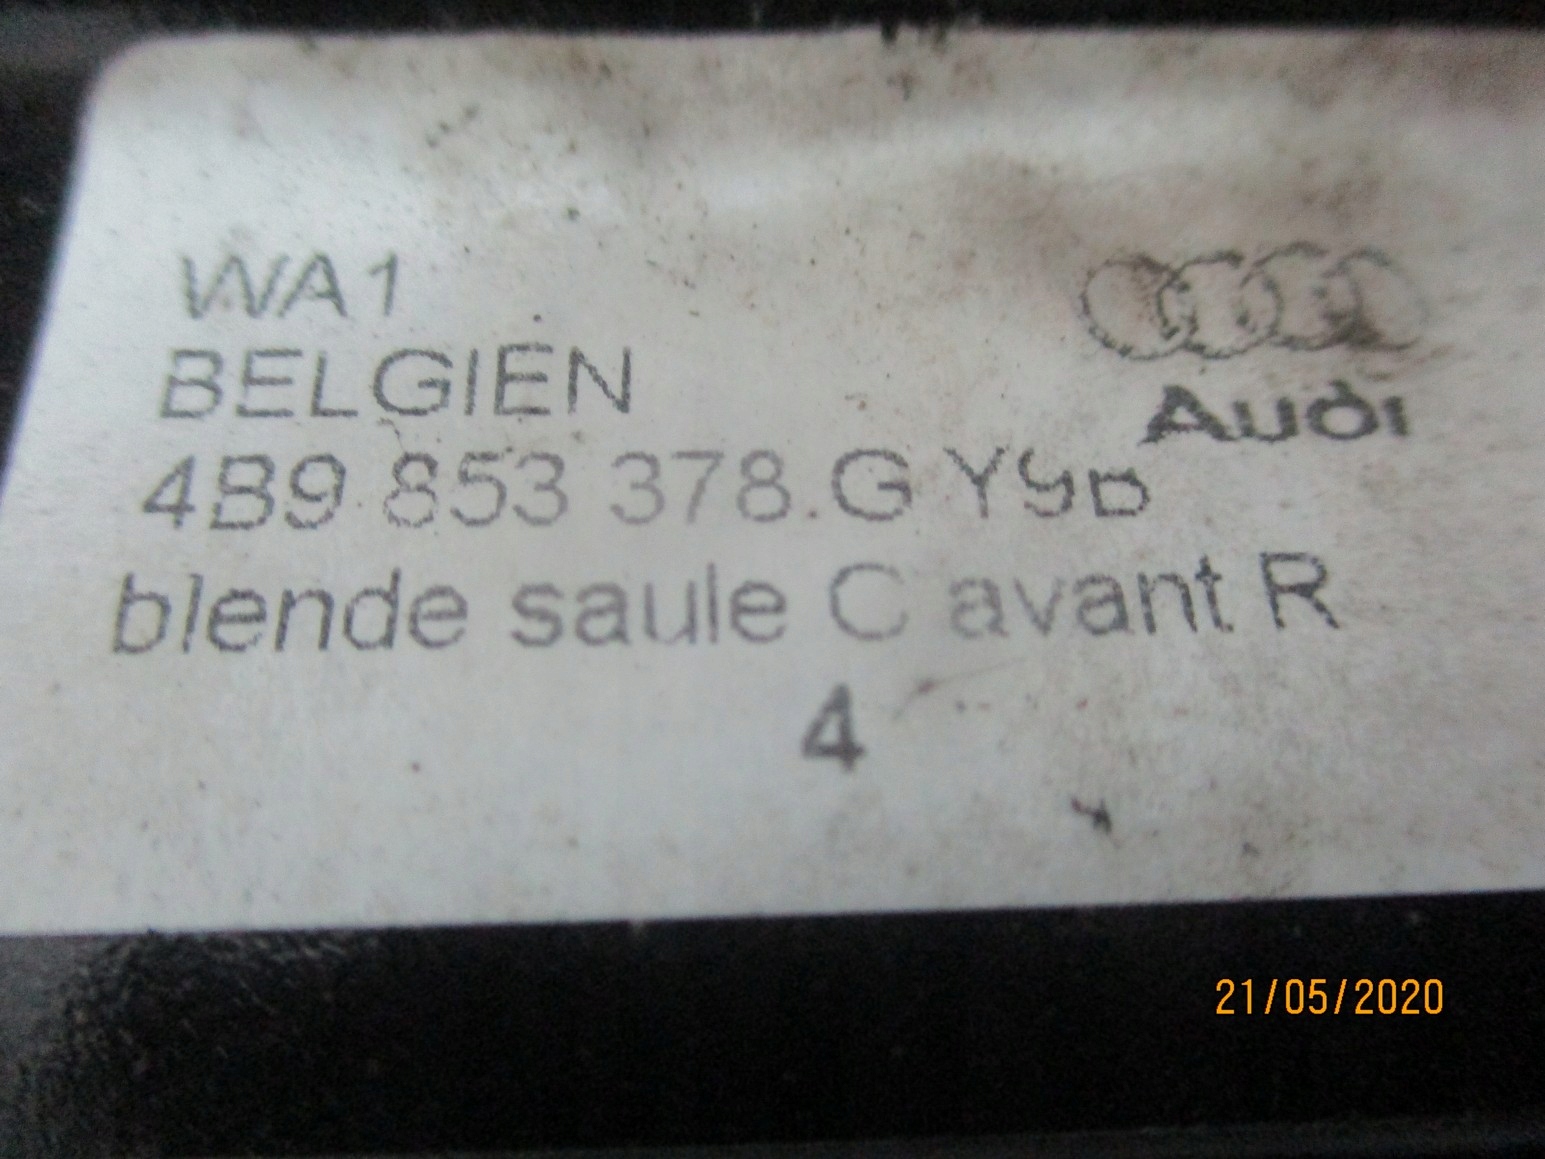 WA1
BELGIEN
Audi
4B9 853 378.G Y9B
blende saule C avant R
4
21/05/2020